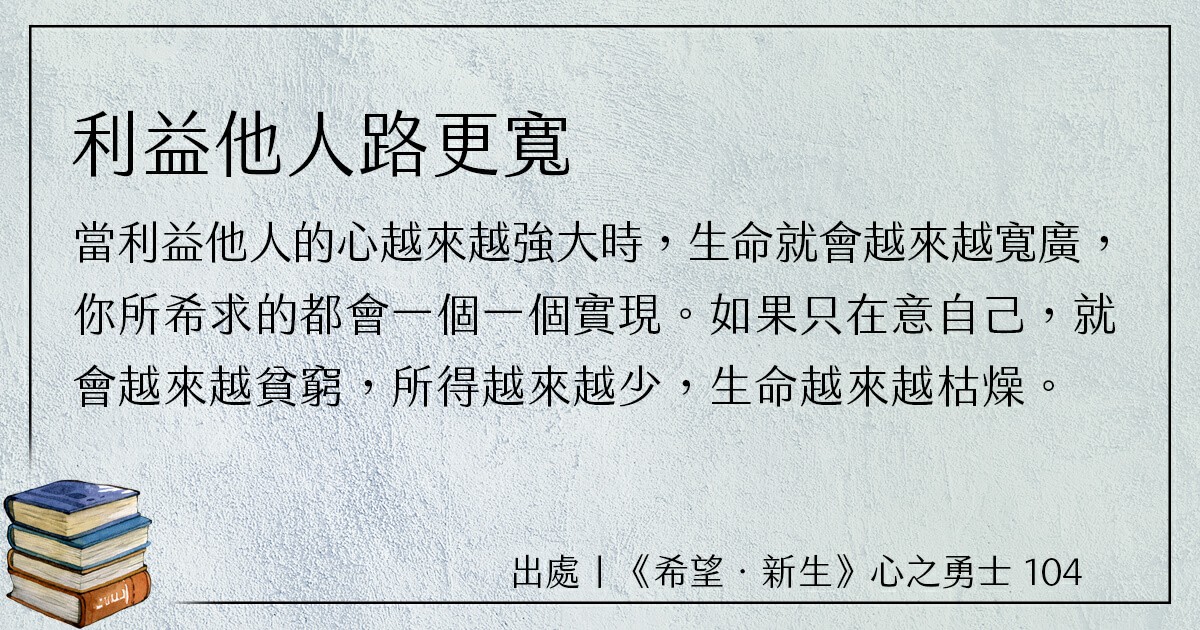 利益他人路更寬
當利益他人的心越來越強大時，生命就會越來越寬廣，
你所希求的都會一個一個實現。如果只在意自己，就
會越來越貧窮，所得越來越少，生命越來越枯燥。
出處｜《希望．新生》心之勇士 104